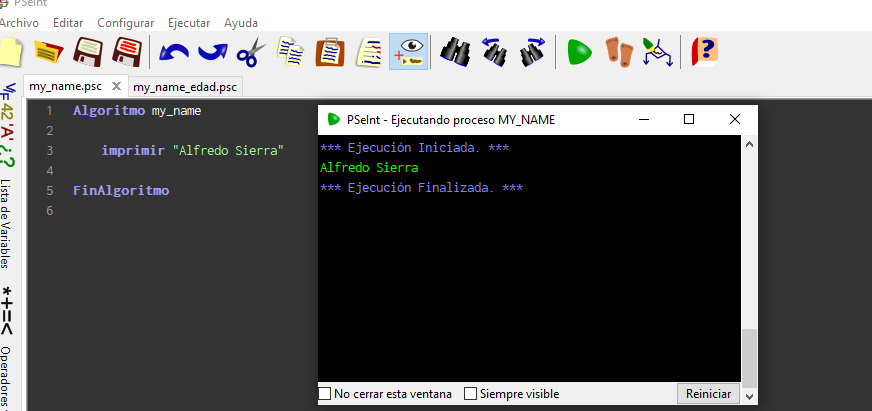 PSeInt
Archivo Editar Configurar Ejecutar Ayuda
my_name.psc my_name_edad.psc
1 Algoritmo my_name
2
3 imprimir "Alfredo Sierra"
4
5 FinAlgoritmo
6
PSeInt - Ejecutando proceso MY_NAME
*** Ejecución Iniciada. ***
Alfredo Sierra
*** Ejecución Finalizada. ***
No cerrar esta ventana Siempre visible Reiniciar
42 'A' ¿?
Lista de Variables
*+=<
Operadores